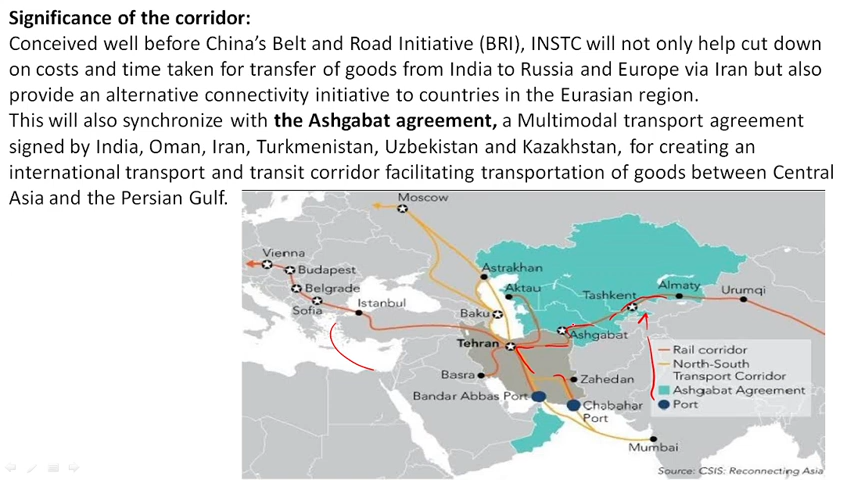 Significance of the corridor:
Conceived well before China's Belt and Road Initiative (BRI), INSTC will not only help cut down
on costs and time taken for transfer of goods from India to Russia and Europe via Iran but also
provide an alternative connectivity initiative to countries in the Eurasian region.
This will also synchronize with the Ashgabat agreement, a Multimodal transport agreement
signed by India, Oman, Iran, Turkmenistan, Uzbekistan and Kazakhstan, for creating an
international transport and transit corridor facilitating transportation of goods between Central
Asia and the Persian Gulf.
Moscow
Vienna
Budapest
Belgrade
Sofia
Istanbul
Astrakhan
Aktau
Baku
Tashkent
Almaty
Urumqi
Ashgabat
Tehran
Basra
Zahedan
Bandar Abbas Port
Chabahar
Port
Mumbai
Rail corridor
North-South
Transport Corridor
Ashgabat Agreement
Port
Source: CSIS: Reconnecting Asia